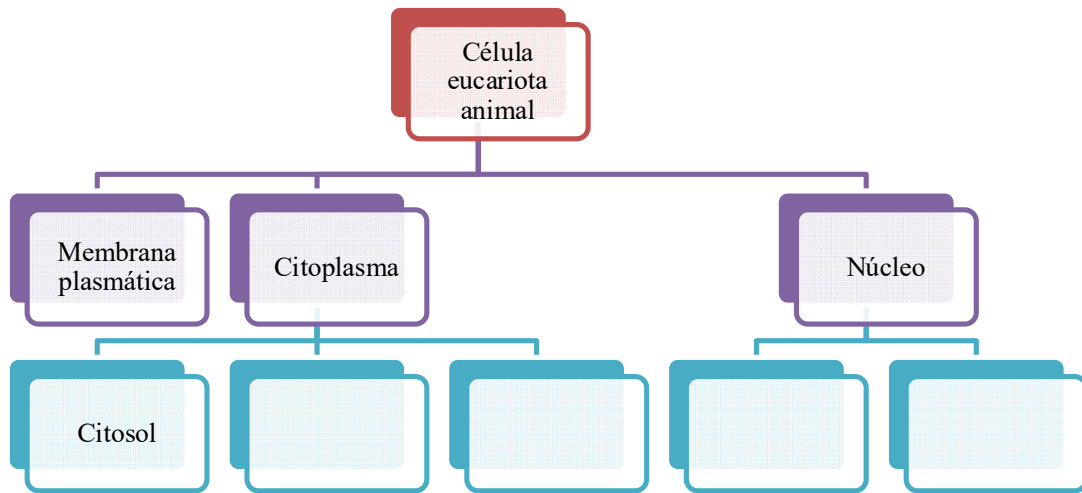 Célula
eucariota
animal
Membrana
plasmática
Citoplasma
Núcleo
Citosol